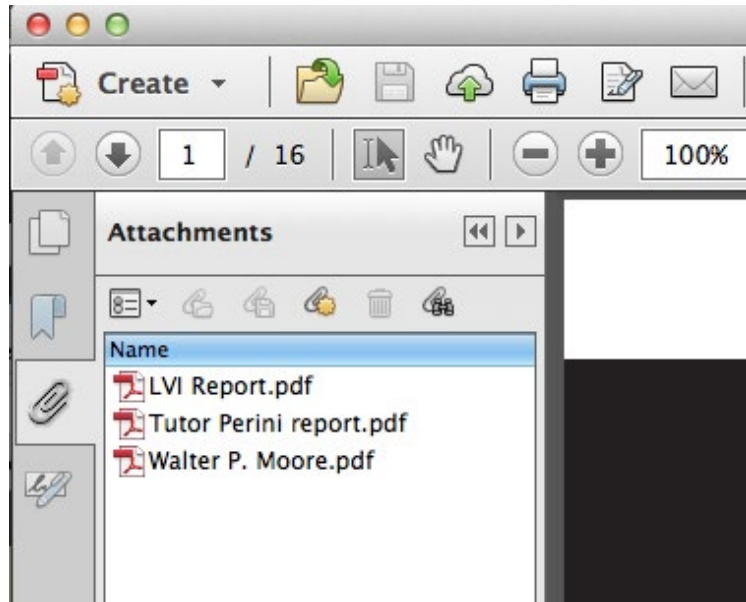 Create
1 / 16 100%
Attachments
Name
LVI Report.pdf
Tutor Perini report.pdf
Walter P. Moore.pdf